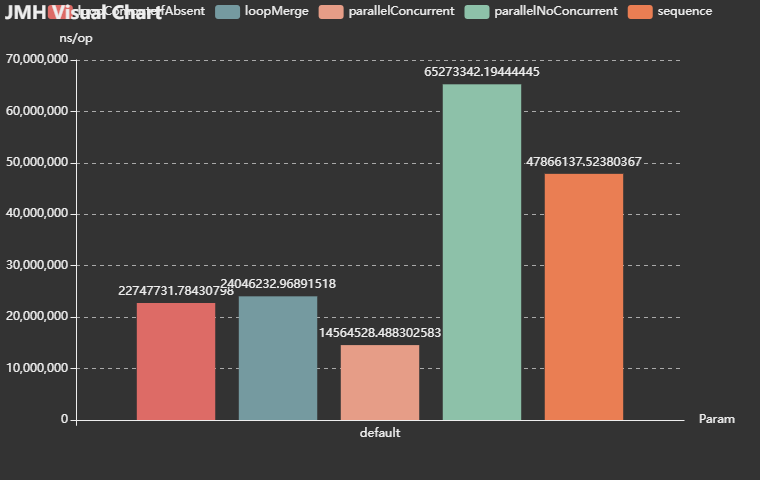 JMH Visual Chart
loopMerge parallelConcurrent parallelNoConcurrent sequence
ns/op
70,000,000
65273342.19444445
60,000,000
50,000,000
47866137.52380367
40,000,000
30,000,000
22747731.78430798
24046232.96891518
20,000,000
14564528.488302583
10,000,000
0
default
Param